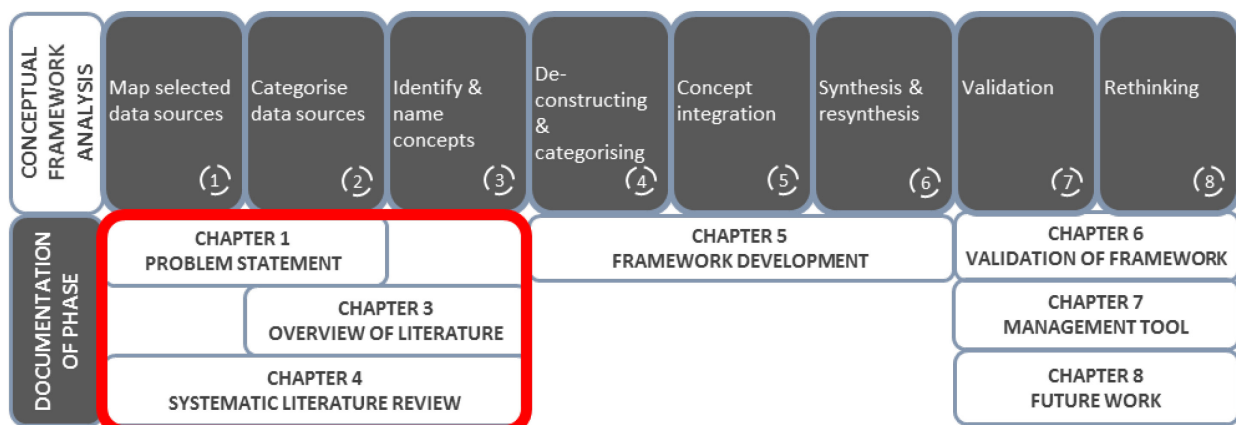 CONCEPTUAL
FRAMEWORK
ANALYSIS
Map selected
data sources
1
Categorise
data sources
2
Identify &
name
concepts
3
De-
constructing
&
categorising
4
Concept
integration
5
Synthesis &
resynthesis
6
Validation
7
Rethinking
8
DOCUMENTATION
OF PHASE
CHAPTER 1
PROBLEM STATEMENT
CHAPTER 3
OVERVIEW OF LITERATURE
CHAPTER 4
SYSTEMATIC LITERATURE REVIEW
CHAPTER 5
FRAMEWORK DEVELOPMENT
CHAPTER 6
VALIDATION OF FRAMEWORK
CHAPTER 7
MANAGEMENT TOOL
CHAPTER 8
FUTURE WORK